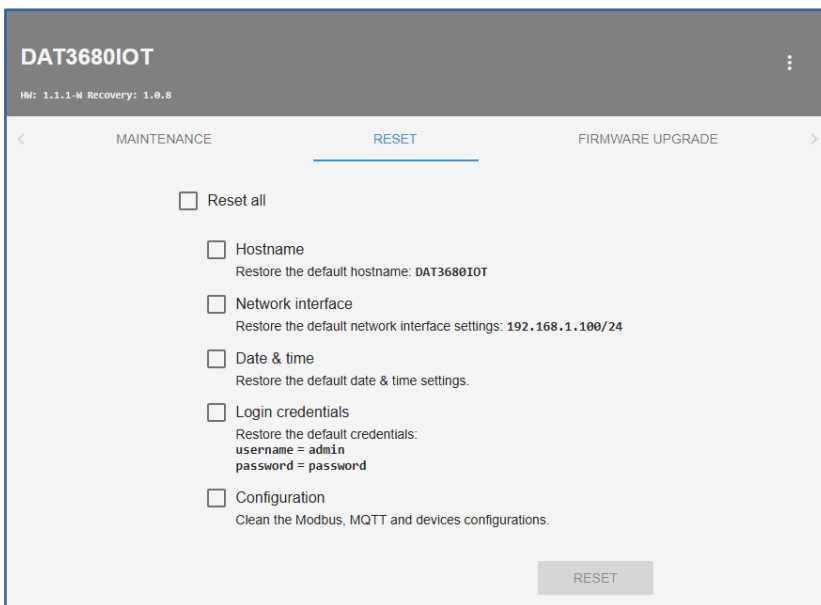 DAT3680IOT
HW: 1.1.1-W Recovery: 1.0.8
MAINTENANCE
RESET
FIRMWARE UPGRADE
Reset all
Hostname
Restore the default hostname: DAT3680IOT
Network interface
Restore the default network interface settings: 192.168.1.100/24
Date & time
Restore the default date & time settings.
Login credentials
Restore the default credentials:
username = admin
password = password
Configuration
Clean the Modbus, MQTT and devices configurations.
RESET